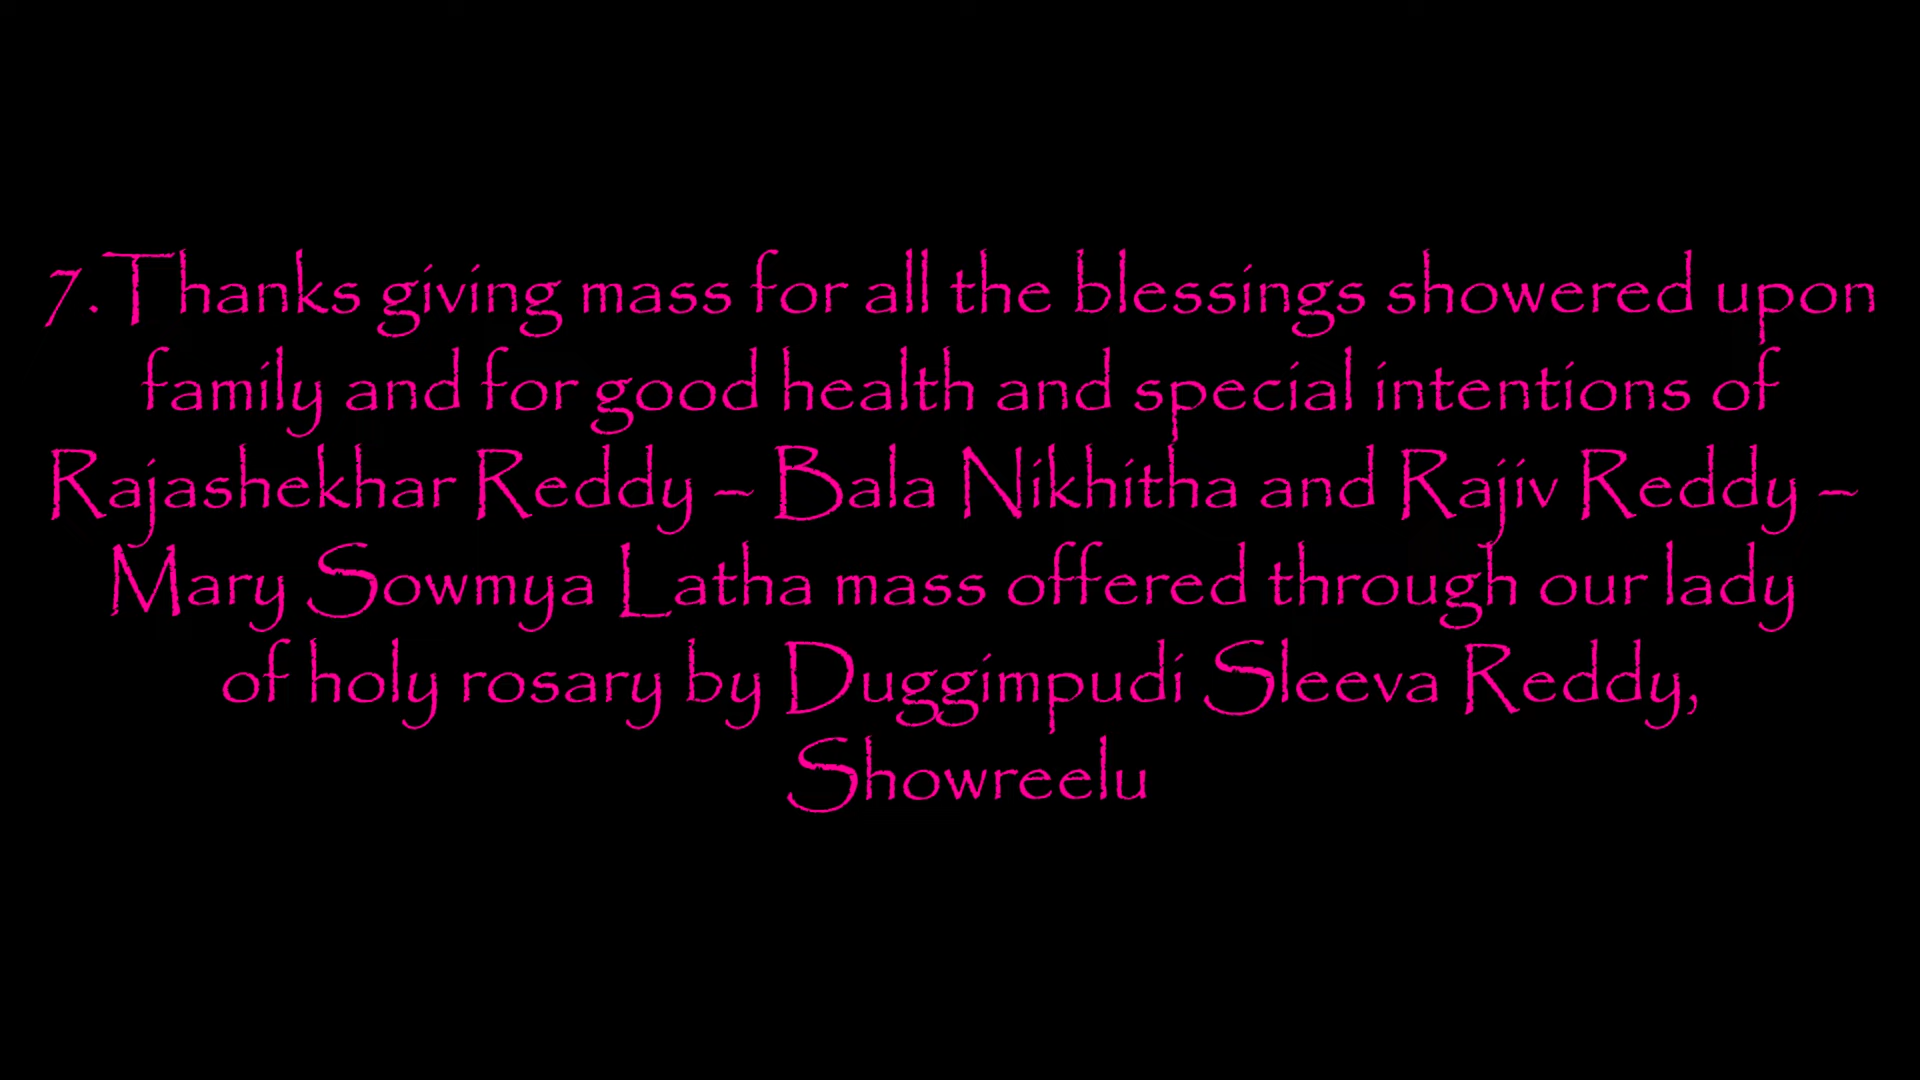 7.Thanks giving mass for all the blessings showered upon
family and for good health and special intentions of
Rajashekhar Reddy – Bala Nikhitha and Rajiv Reddy –
Mary Sowmya Latha mass offered through our lady
of holy rosary by Duggimpudi Sleeva Reddy,
Showreelu